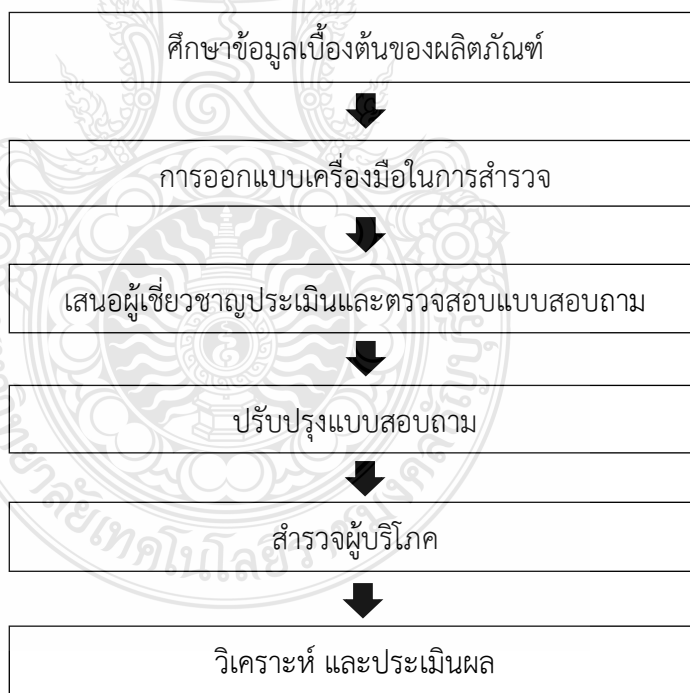 ศึกษาข้อมูลเบื้องต้นของผลิตภัณฑ์
การออกแบบเครื่องมือในการสำรวจ
เสนอผู้เชี่ยวชาญประเมินและตรวจสอบแบบสอบถาม
ปรับปรุงแบบสอบถาม
สำรวจผู้บริโภค
วิเคราะห์ และประเมินผล